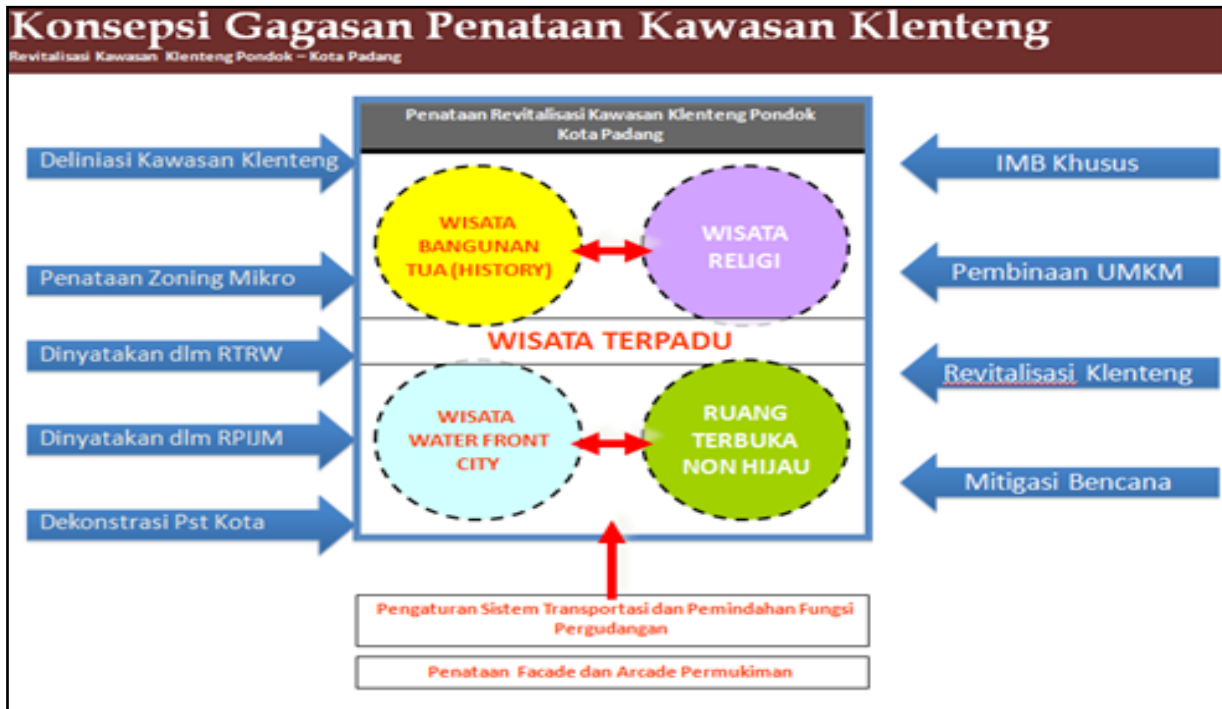 Konsepsi Gagasan Penataan Kawasan Klenteng
Revitalisasi Kawasan Klenteng Pondok – Kota Padang
Penataan Revitalisasi Kawasan Klenteng Pondok
Kota Padang
Deliniasi Kawasan Klenteng
Penataan Zoning Mikro
Dinyatakan dlm RTRW
Dinyatakan dlm RPIJM
Dekonstrasi Pst Kota
WISATA
BANGUNAN
TUA (HISTORY)
WISATA
RELIGI
WISATA TERPADU
WISATA
WATER FRONT
CITY
RUANG
TERBUKA
NON HIJAU
IMB Khusus
Pembinaan UMKM
Revitalisasi Klenteng
Mitigasi Bencana
Pengaturan Sistem Transportasi dan Pemindahan Fungsi
Pergudangan
Penataan Facade dan Arcade Permukiman